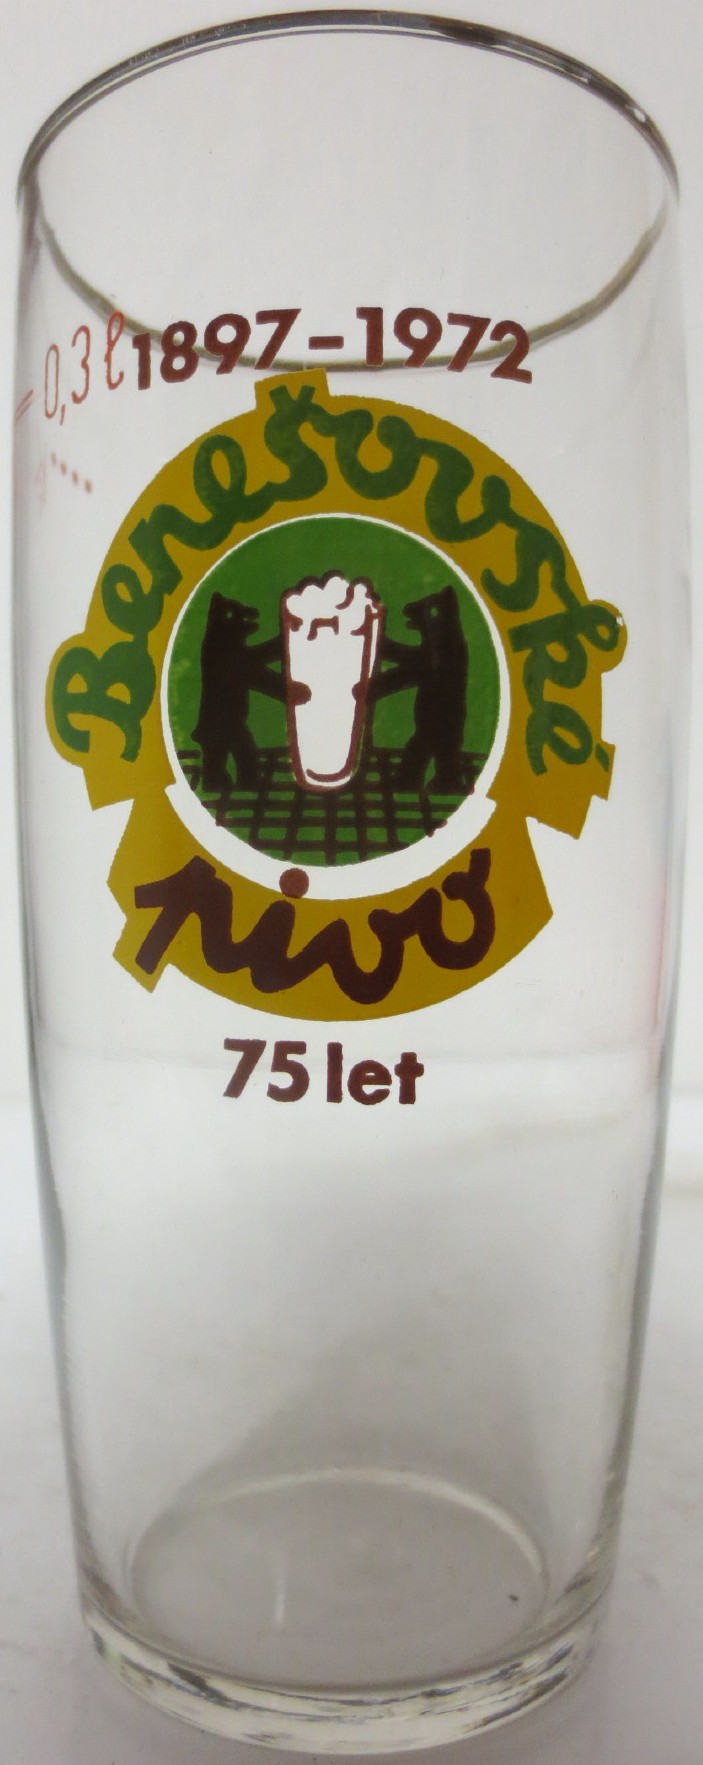 0,3 l
1897-1972
Benešovské
pivo
75 let